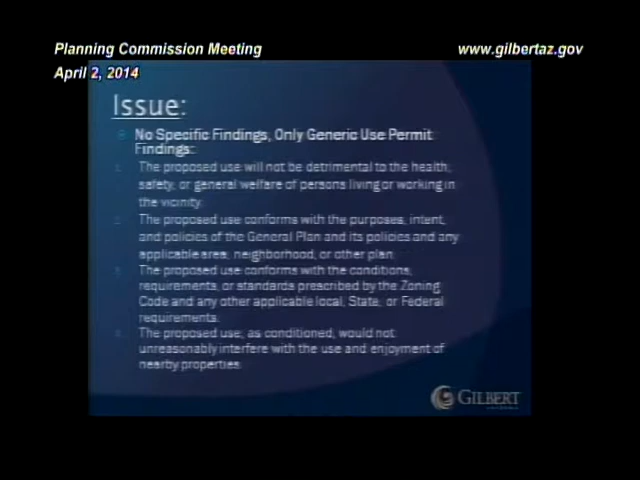 Planning Commission Meeting
www.gilbertaz.gov
April 2, 2014
Issue:
No Specific Findings, Only Generic Use Permit
Findings:
1. The proposed use will not be detrimental to the health,
safety, or general welfare of persons living or working in
the vicinity.
2. The proposed use conforms with the purposes, intent,
and policies of the General Plan and its policies and any
applicable area, neighborhood, or other plan.
3. The proposed use conforms with the conditions,
requirements, or standards prescribed by the Zoning
Code and any other applicable local, State, or Federal
requirements.
4. The proposed use, as conditioned, would not
unreasonably interfere with the use and enjoyment of
nearby properties.
GILBERT